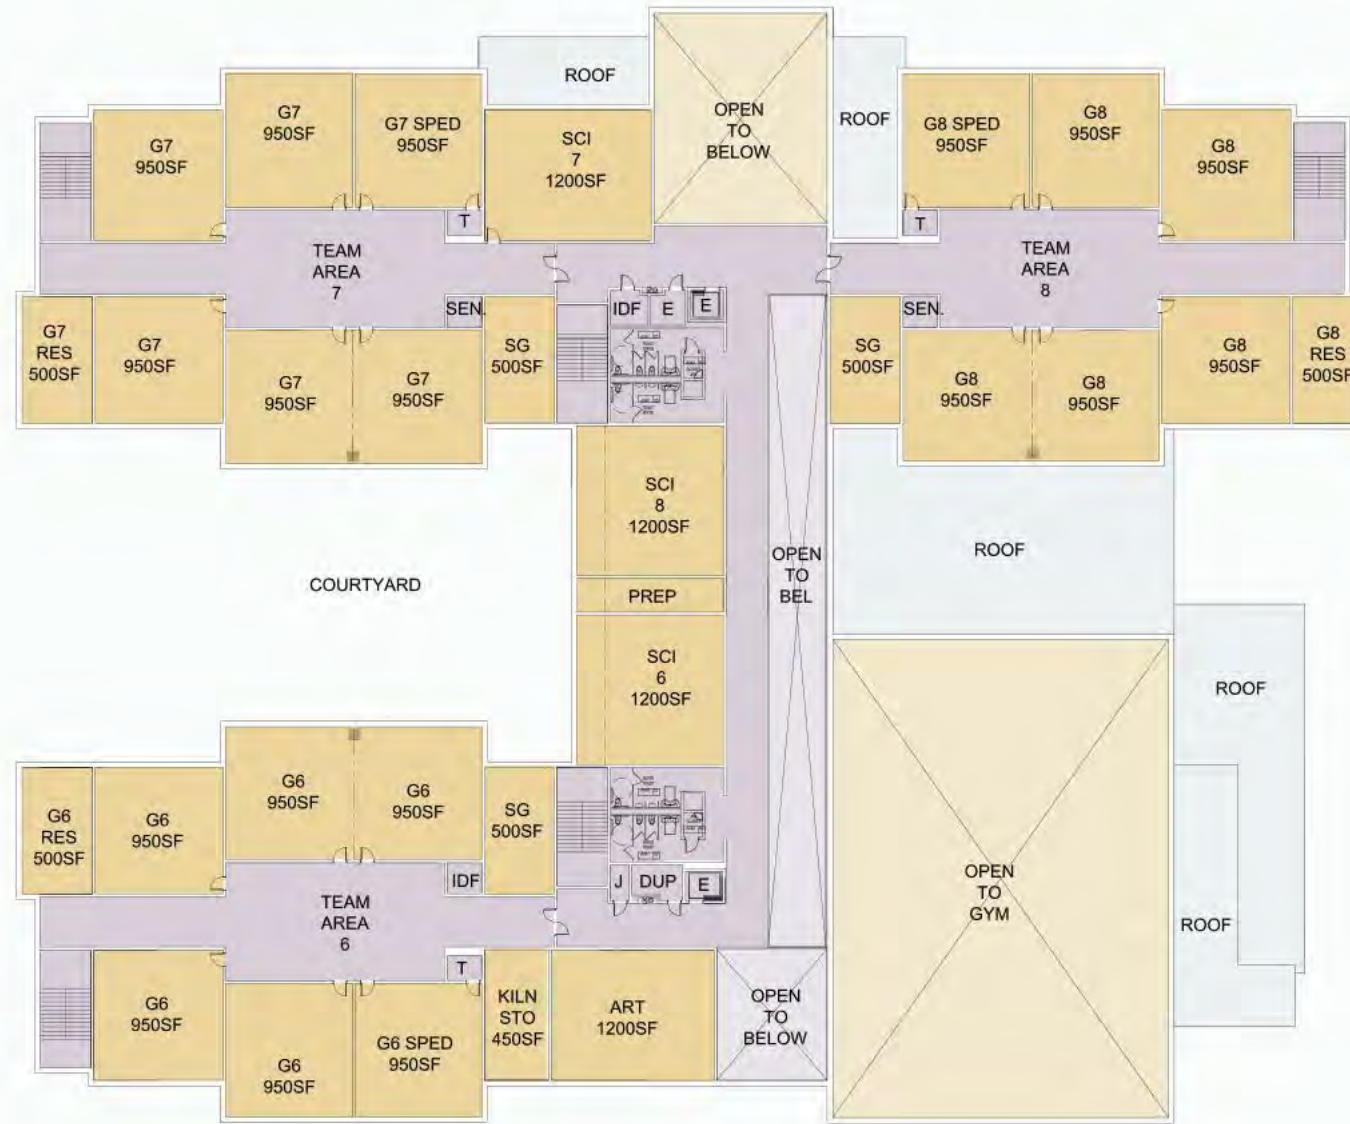 ROOF
OPEN
TO
BELOW
ROOF
G7
950SF
G7
950SF
G7 SPED
950SF
SCI
7
1200SF
G8 SPED
950SF
G8
950SF
G8
950SF
T
T
TEAM
AREA
7
TEAM
AREA
8
IDF
E
E
SEN.
SEN.
G7
RES
500SF
G7
950SF
G7
950SF
G7
950SF
SG
500SF
SG
500SF
G8
950SF
G8
950SF
G8
950SF
G8
RES
500SF
SCI
8
1200SF
OPEN
TO
BEL
ROOF
COURTYARD
PREP
SCI
6
1200SF
ROOF
G6
RES
500SF
G6
950SF
G6
950SF
G6
950SF
SG
500SF
IDF
J
DUP
E
OPEN
TO
GYM
ROOF
TEAM
AREA
6
T
G6
950SF
G6
950SF
G6 SPED
950SF
KILN
STO
450SF
ART
1200SF
OPEN
TO
BELOW